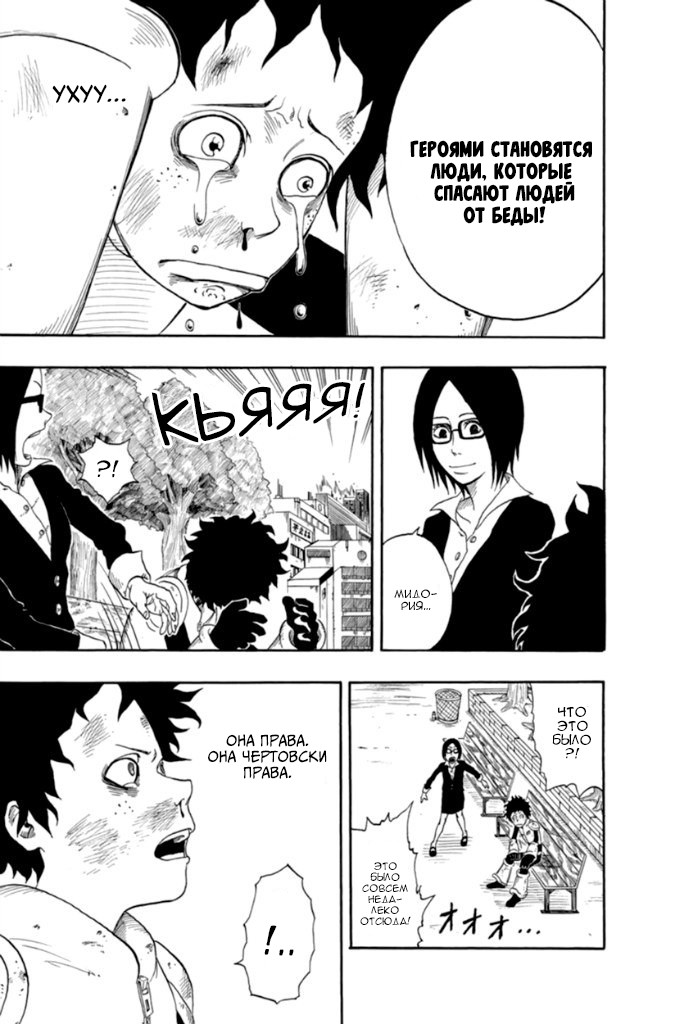 ГЕРОЯМИ СТАНОВЯТСЯ
ЛЮДИ, КОТОРЫЕ
СПАСАЮТ ЛЮДЕЙ
ОТ БЕДЫ!
УХУУ...
МИДО-
РИЯ...
КЬЯЯЯ!
?!
ЧТО
ЭТО
БЫЛО
?!
ЭТО
БЫЛО
СОВСЕМ
НЕДА-
ЛЕКО
ОТСЮДА!
オオオ...
ОНА ПРАВА.
ОНА ЧЕРТОВСКИ
ПРАВА.
!..